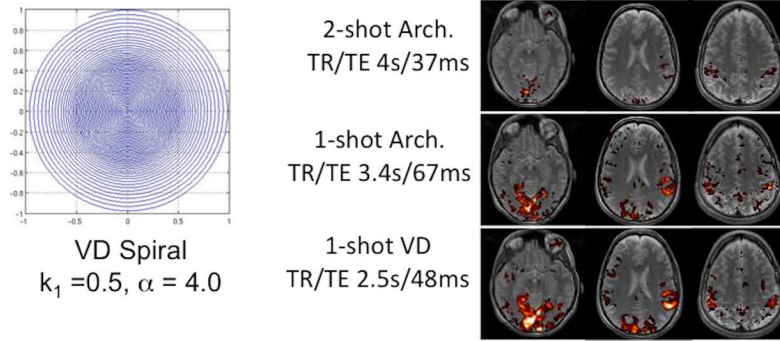 1
0.8
0.6
0.4
0.2
0
-0.2
-0.4
-0.6
-0.8
-1
-1 -0.5 0 0.5 1
VD Spiral
k1 =0.5, α = 4.0
2-shot Arch.
TR/TE 4s/37ms
1-shot Arch.
TR/TE 3.4s/67ms
1-shot VD
TR/TE 2.5s/48ms